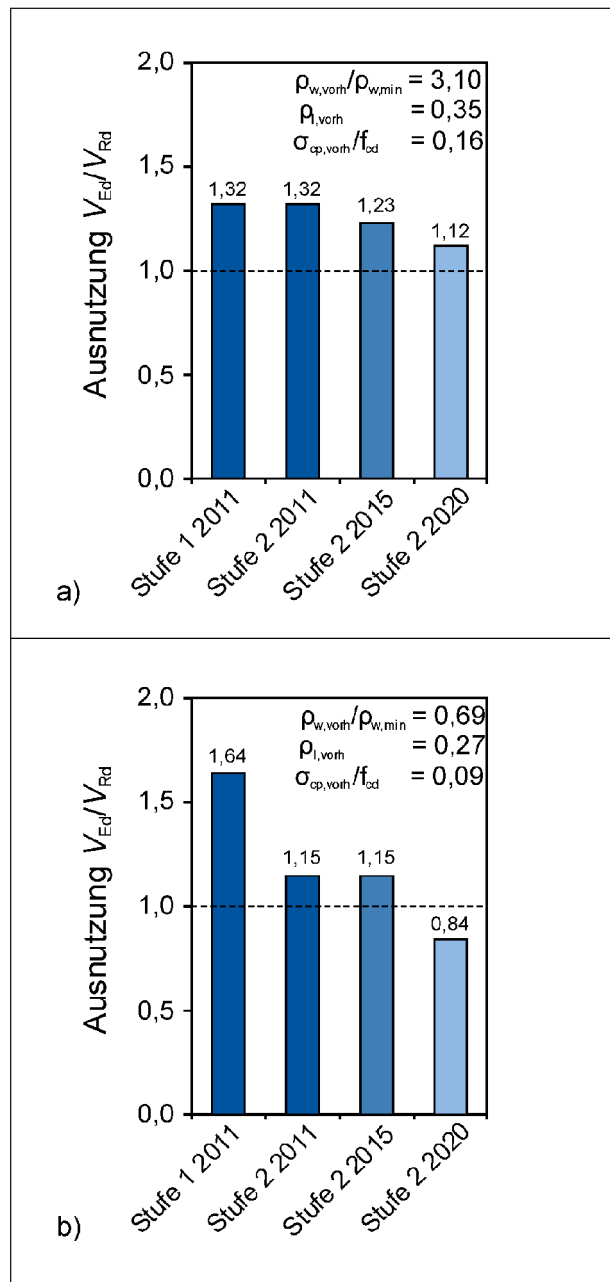 2,0
ρw,vorh/ρw,min = 3,10
ρl,vorh = 0,35
σcp,vorh/fcd = 0,16
1,5
1,32
1,32
1,23
1,12
1,0
0,5
0,0
Ausnutzung VEd/VRd
Stufe 1 2011
Stufe 2 2011
Stufe 2 2015
Stufe 2 2020
a)
2,0
ρw,vorh/ρw,min = 0,69
ρl,vorh = 0,27
σcp,vorh/fcd = 0,09
1,64
1,5
1,15
1,15
1,0
0,84
0,5
0,0
Ausnutzung VEd/VRd
Stufe 1 2011
Stufe 2 2011
Stufe 2 2015
Stufe 2 2020
b)